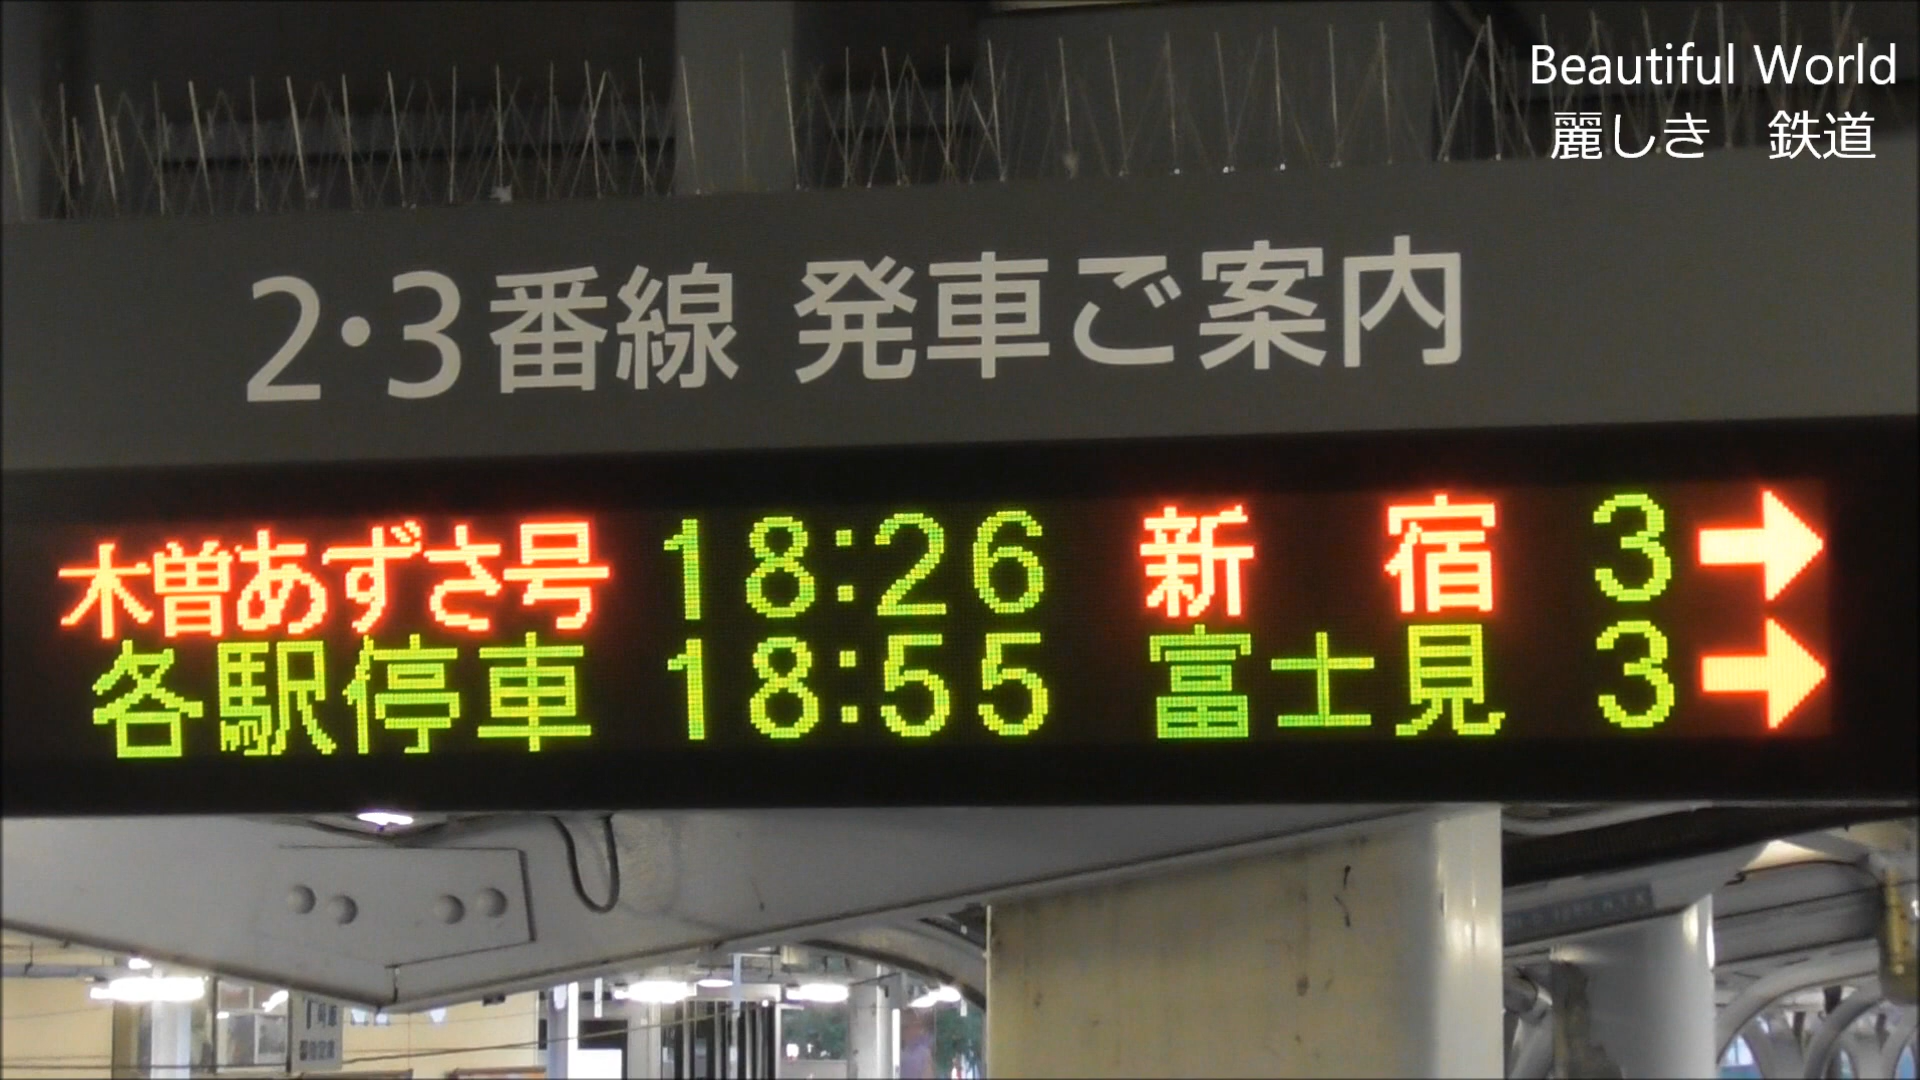 Beautiful World
麗しき　鉄道
2・3番線 発車ご案内
木曽あずさ号 18:26 新宿 3 →
各駅停車 18:55 富士見 3 →